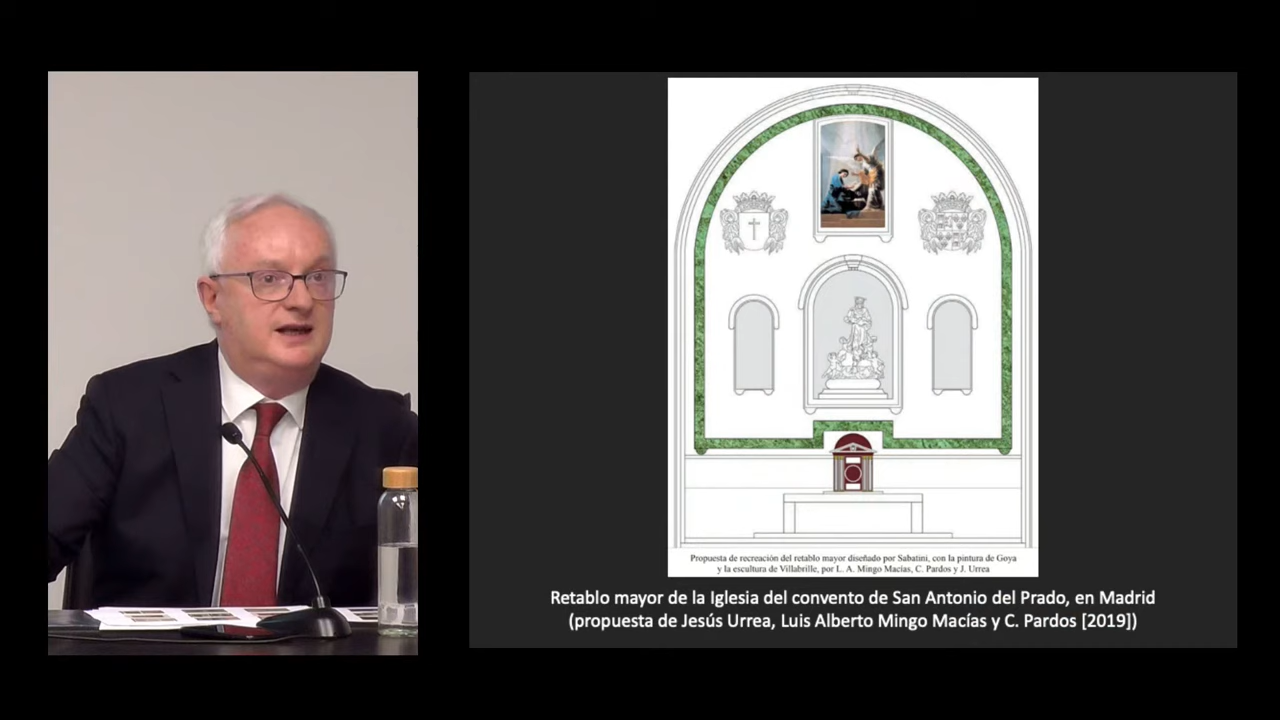 Propuesta de recreación del retablo mayor diseñado por Sabatini, con la pintura de Goya
y la escultura de Villabrille, por L. A. Mingo Macías, C. Pardos y J. Urrea
Retablo mayor de la Iglesia del convento de San Antonio del Prado, en Madrid
(propuesta de Jesús Urrea, Luis Alberto Mingo Macías y C. Pardos [2019])